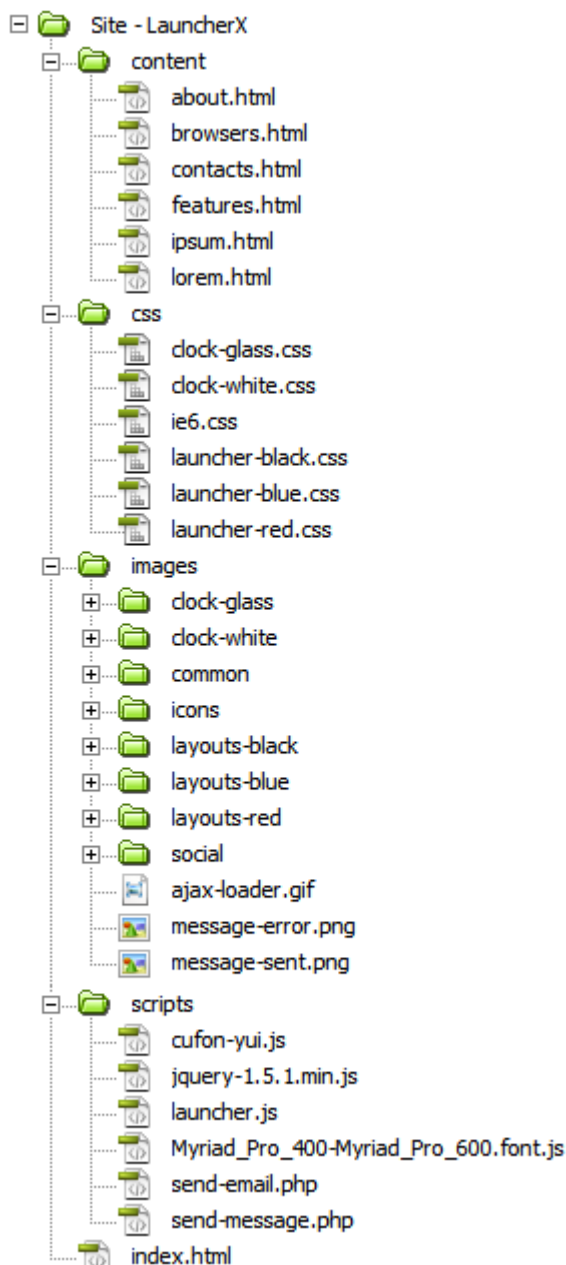 Site - LauncherX
content
about.html
browsers.html
contacts.html
features.html
ipsum.html
lorem.html
css
clock-glass.css
clock-white.css
ie6.css
launcher-black.css
launcher-blue.css
launcher-red.css
images
clock-glass
clock-white
common
icons
layouts-black
layouts-blue
layouts-red
social
ajax-loader.gif
message-error.png
message-sent.png
scripts
cufon-yui.js
jquery-1.5.1.min.js
launcher.js
Myriad_Pro_400-Myriad_Pro_600.font.js
send-email.php
send-message.php
index.html